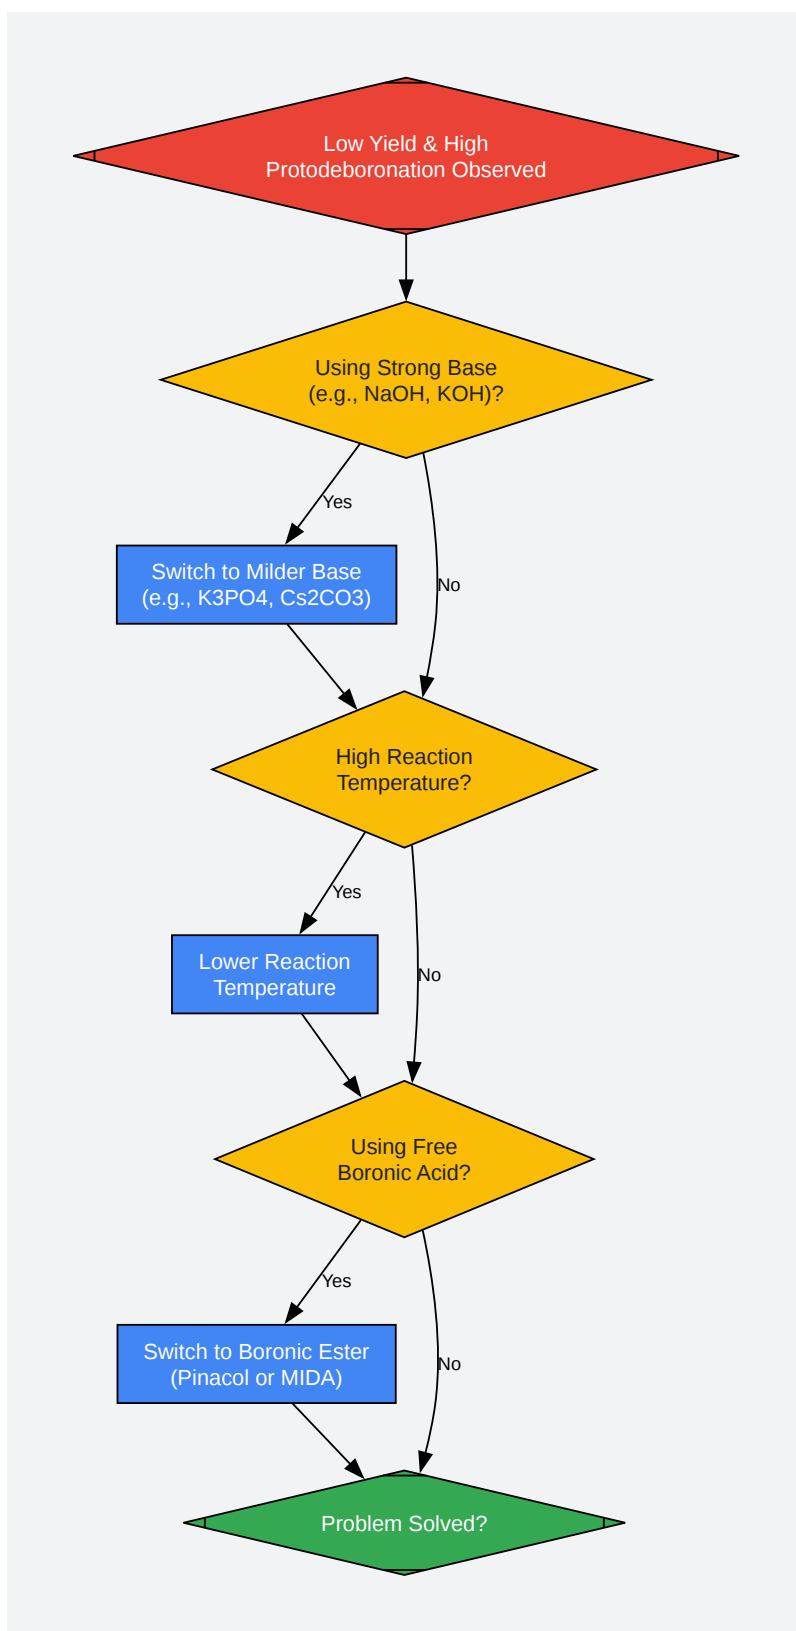 Low Yield & High
Protodeboronation Observed
Using Strong Base
(e.g., NaOH, KOH)?
Yes
Switch to Milder Base
(e.g., K3PO4, Cs2CO3)
No
High Reaction
Temperature?
Yes
Lower Reaction
Temperature
No
Using Free
Boronic Acid?
Yes
Switch to Boronic Ester
(Pinacol or MIDA)
No
Problem Solved?